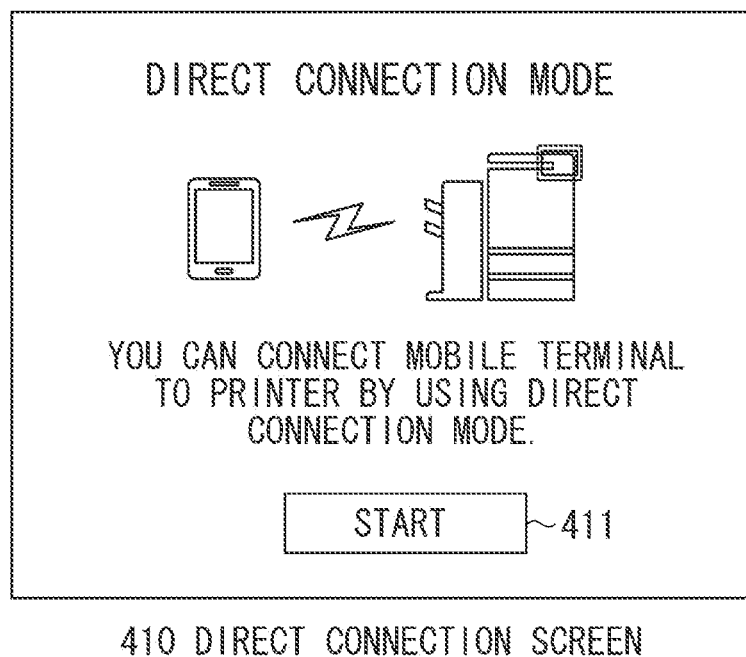 DIRECT CONNECTION MODE
YOU CAN CONNECT MOBILE TERMINAL
TO PRINTER BY USING DIRECT
CONNECTION MODE.
START
411
410 DIRECT CONNECTION SCREEN